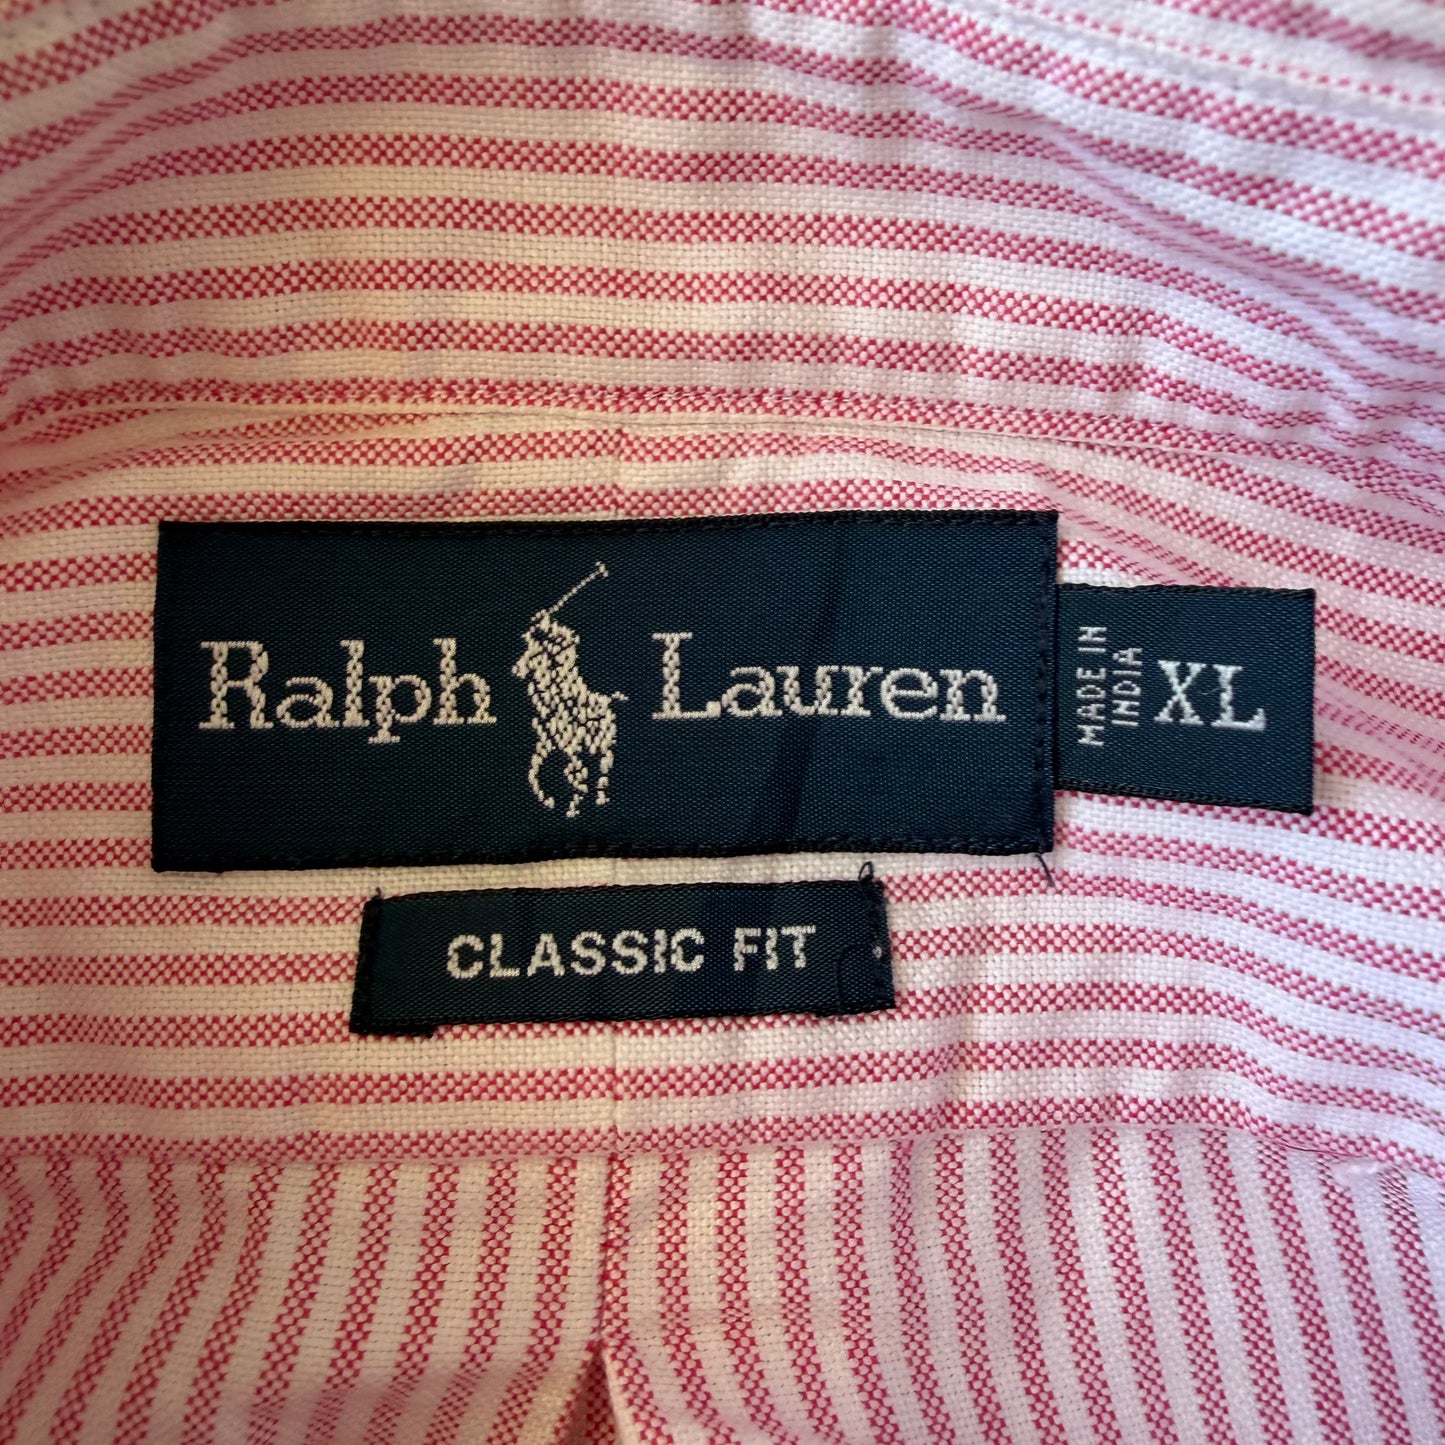 Ralph Lauren
MADE IN
INDIA
XL
CLASSIC FIT